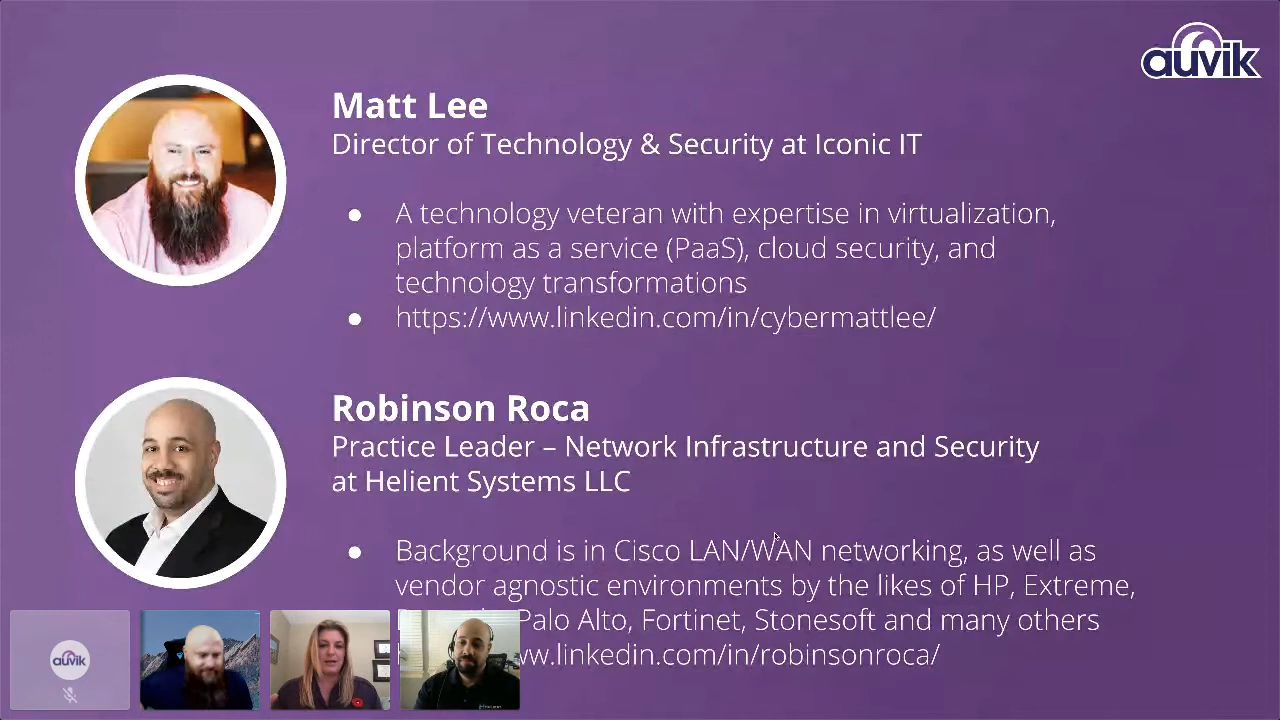 auvik
Matt Lee
Director of Technology & Security at Iconic IT
● A technology veteran with expertise in virtualization,
platform as a service (PaaS), cloud security, and
technology transformations
● https://www.linkedin.com/in/cybermattlee/
Robinson Roca
Practice Leader – Network Infrastructure and Security
at Helient Systems LLC
● Background is in Cisco LAN/WAN networking, as well as
vendor agnostic environments by the likes of HP, Extreme,
Palo Alto, Fortinet, Stonesoft and many others
ww.linkedin.com/in/robinsonroca/
auvik